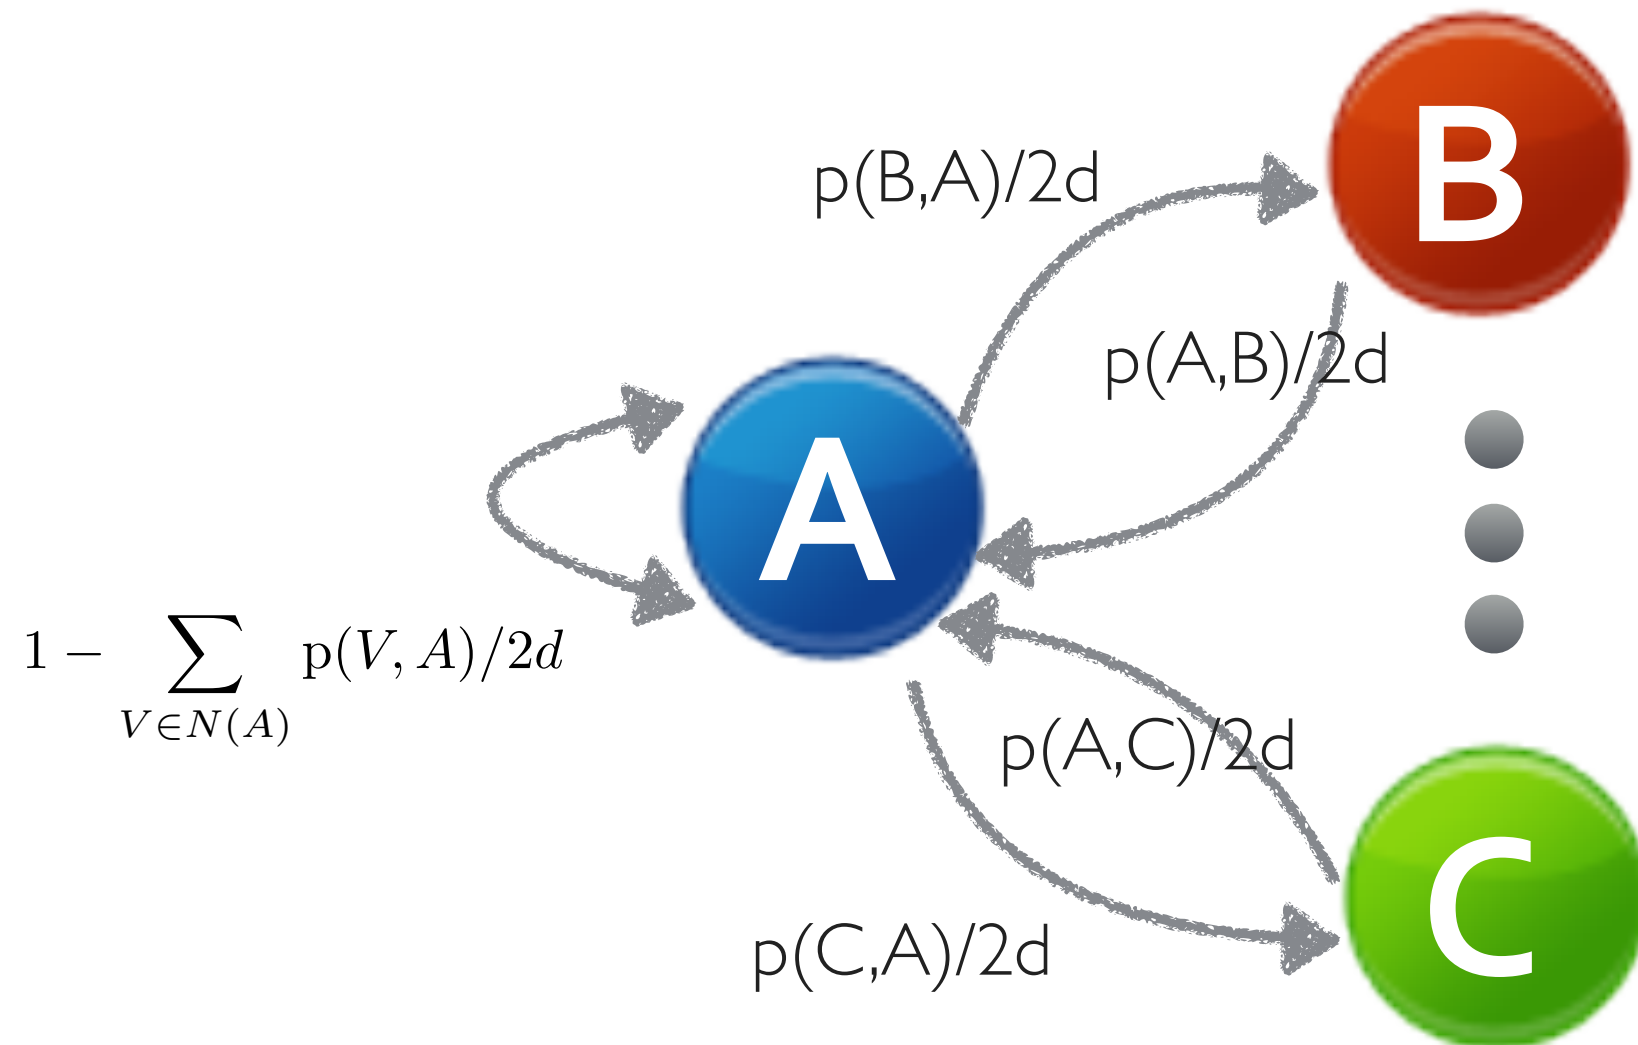 B
p(B,A)/2d
p(A,B)/2d
A
1 − ∑ p(V, A)/2d
V∈N(A)
p(A,C)/2d
C
p(C,A)/2d